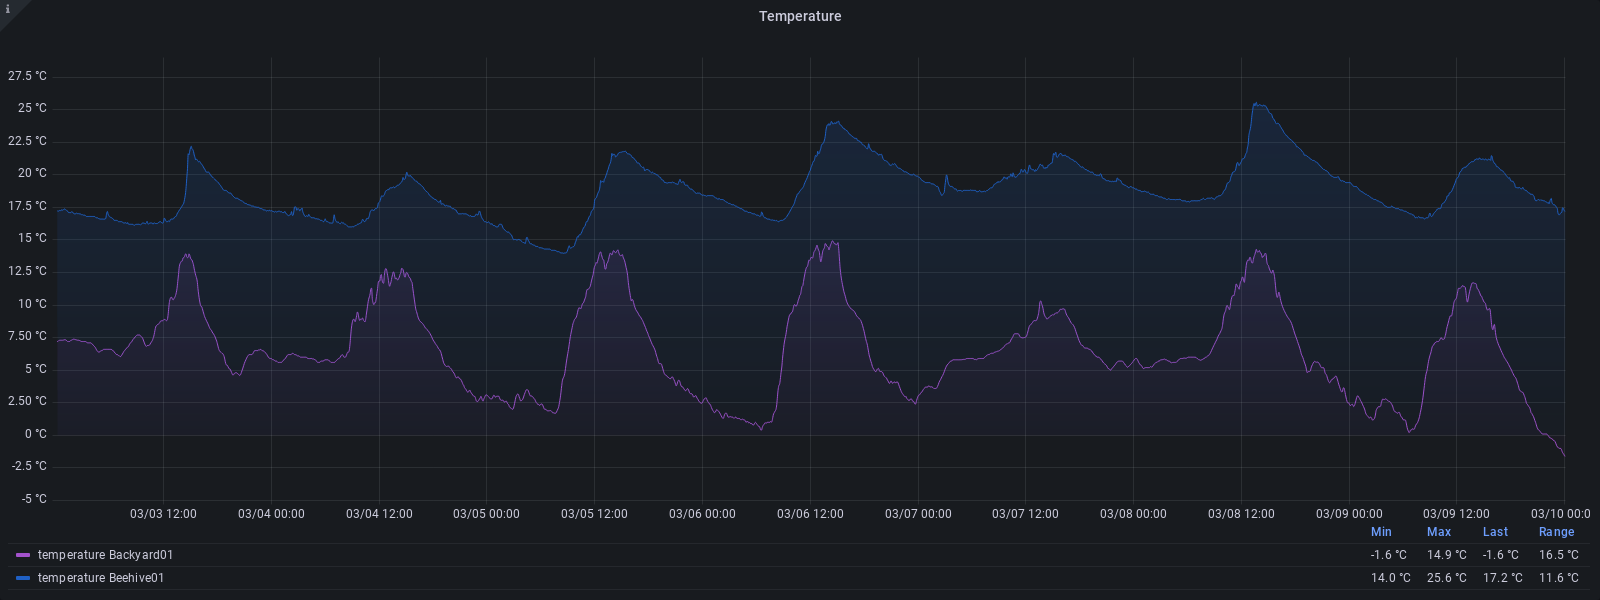 i
Temperature
27.5 °C
25 °C
22.5 °C
20 °C
17.5 °C
15 °C
12.5 °C
10 °C
7.50 °C
5 °C
2.50 °C
0 °C
-2.5 °C
-5 °C
03/03 12:00 03/04 00:00 03/04 12:00 03/05 00:00 03/05 12:00 03/06 00:00 03/06 12:00 03/07 00:00 03/07 12:00 03/08 00:00 03/08 12:00 03/09 00:00 03/09 12:00 03/10 00:0
Min Max Last Range
temperature Backyard01 -1.6 °C 14.9 °C -1.6 °C 16.5 °C
temperature Beehive01 14.0 °C 25.6 °C 17.2 °C 11.6 °C